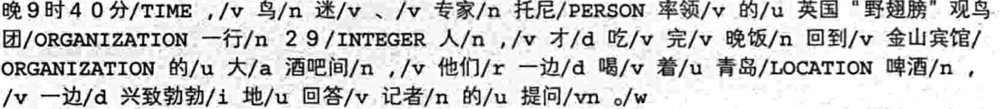 晚9时40分/TIME ,/v 鸟/n 迷/v 、/v 专家/n 托尼/PERSON 率领/v 的/u 英国“野翅膀”观鸟
团/ORGANIZATION 一行/n 29/INTEGER 人/n ,/v 才/d 吃/v 完/v 晚饭/n 回到/v 金山宾馆/
ORGANIZATION 的/u 大/a 酒吧间/n ,/v 他们/r 一边/d 喝/v 着/u 青岛/LOCATION 啤酒/n ,
/v 一边/d 兴致勃勃/i 地/u 回答/v 记者/n 的/u 提问/vn 。/w